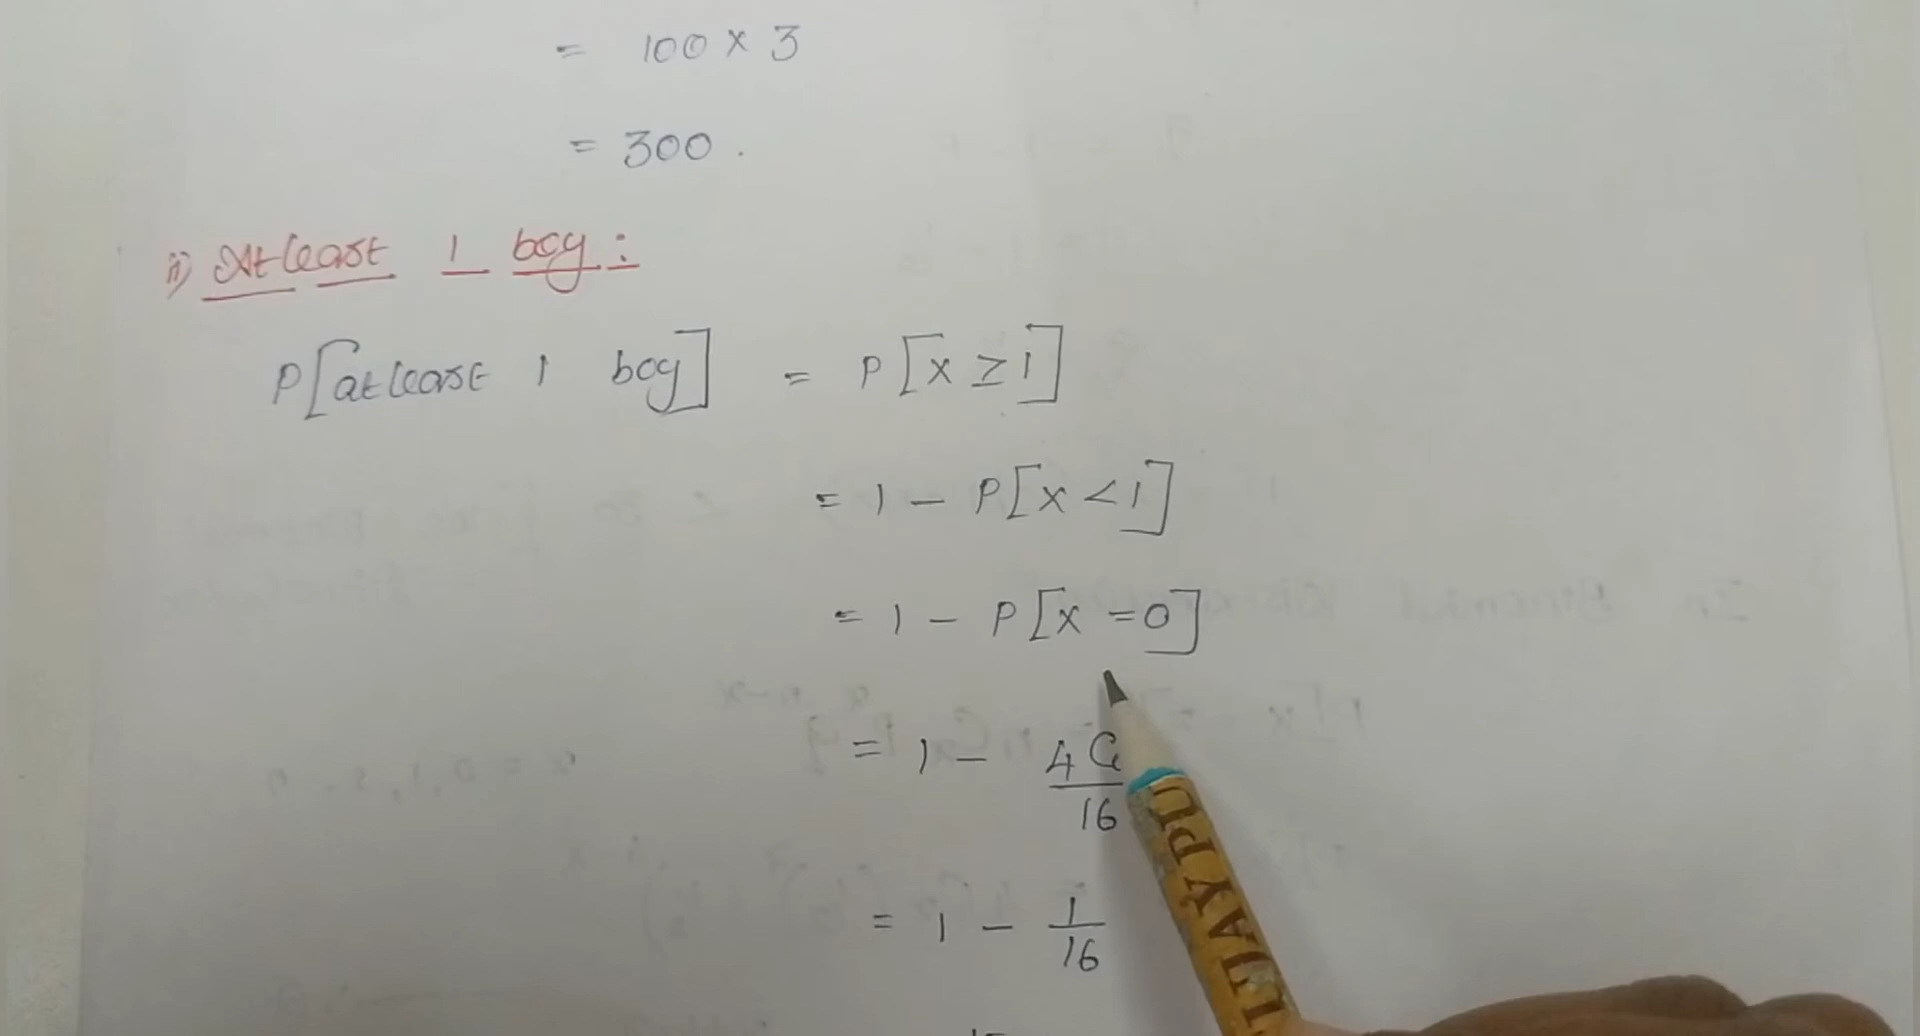 = 100 × 3
= 300 .
ii) Atleast 1 boy :
P[atleast 1 boy] = P[x ≥ 1]
= 1 - P[x < 1]
= 1 - P[x = 0]
= 1 - 4C
16
= 1 - 1
16